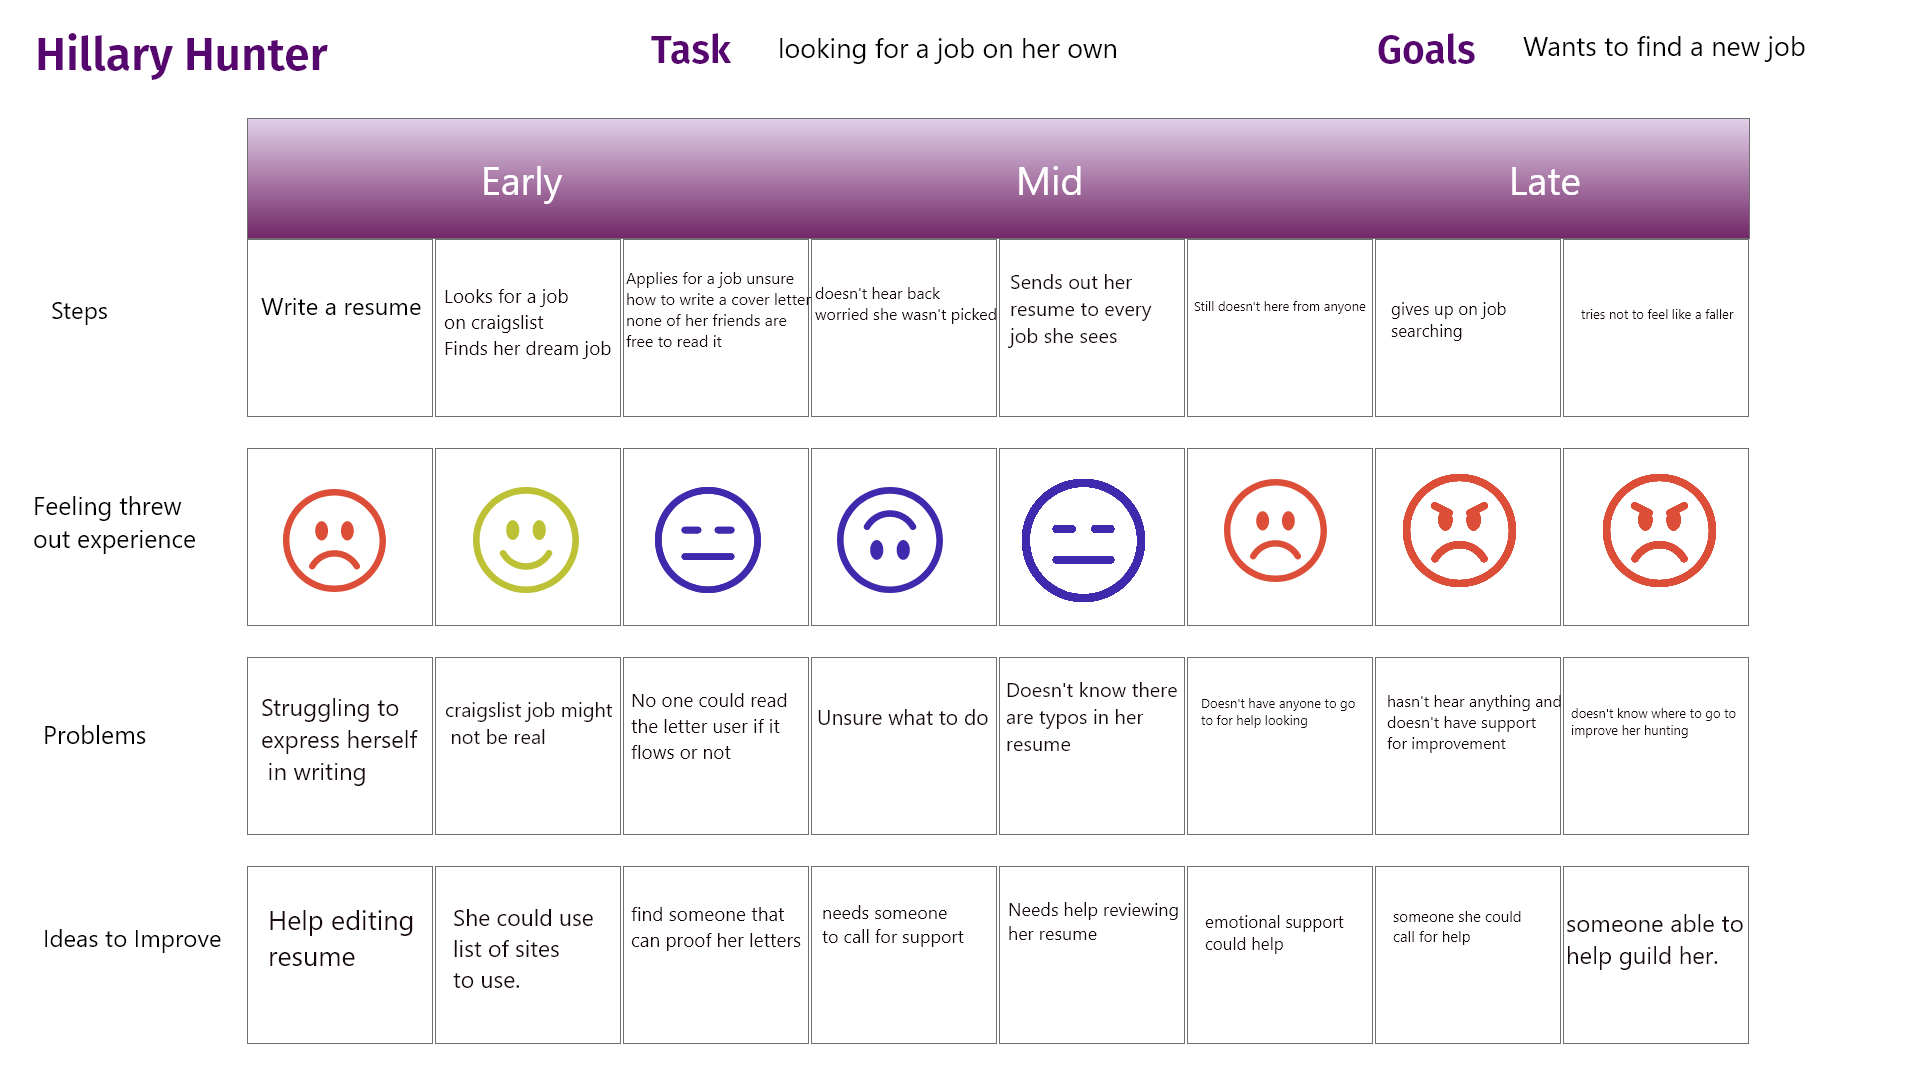 Hillary Hunter
Task
looking for a job on her own
Goals
Wants to find a new job
Early
Mid
Late
Steps
Write a resume
Looks for a job
on craigslist
Finds her dream job
Applies for a job unsure
how to write a cover letter
none of her friends are
free to read it
doesn't hear back
worried she wasn't picked
Sends out her
resume to every
job she sees
Still doesn't here from anyone
gives up on job
searching
tries not to feel like a faller
Feeling threw
out experience
Problems
Struggling to
express herself
in writing
craigslist job might
not be real
No one could read
the letter user if it
flows or not
Unsure what to do
Doesn't know there
are typos in her
resume
Doesn't have anyone to go
to for help looking
hasn't hear anything and
doesn't have support
for improvement
doesn't know where to go to
improve her hunting
Ideas to Improve
Help editing
resume
She could use
list of sites
to use.
find someone that
can proof her letters
needs someone
to call for support
Needs help reviewing
her resume
emotional support
could help
someone she could
call for help
someone able to
help guild her.